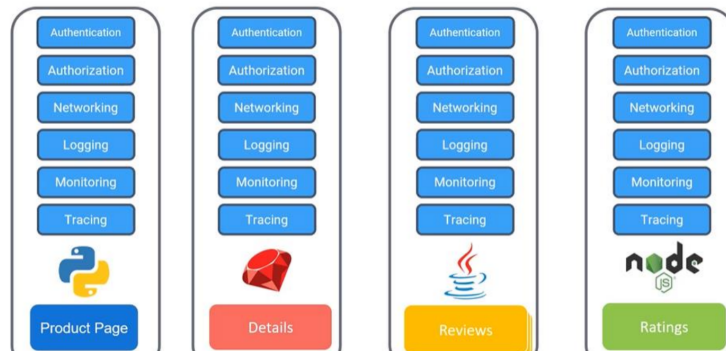 Authentication
Authorization
Networking
Logging
Monitoring
Tracing
Product Page
Authentication
Authorization
Networking
Logging
Monitoring
Tracing
Details
Authentication
Authorization
Networking
Logging
Monitoring
Tracing
Reviews
Authentication
Authorization
Networking
Logging
Monitoring
Tracing
node
JS
Ratings